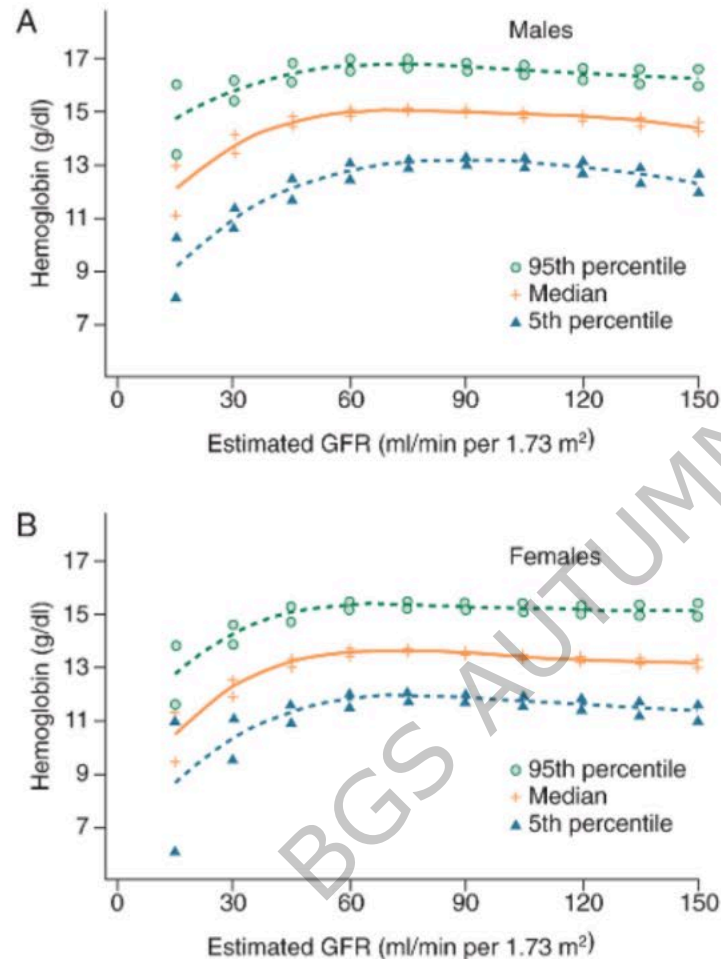 A
Males
17
15
13
11
9
7
Hemoglobin (g/dl)
95th percentile
Median
5th percentile
0 30 60 90 120 150
Estimated GFR (ml/min per 1.73 m²)
B
Females
17
15
13
11
9
7
Hemoglobin (g/dl)
95th percentile
Median
5th percentile
0 30 60 90 120 150
Estimated GFR (ml/min per 1.73 m²)
BGS AUTUMN